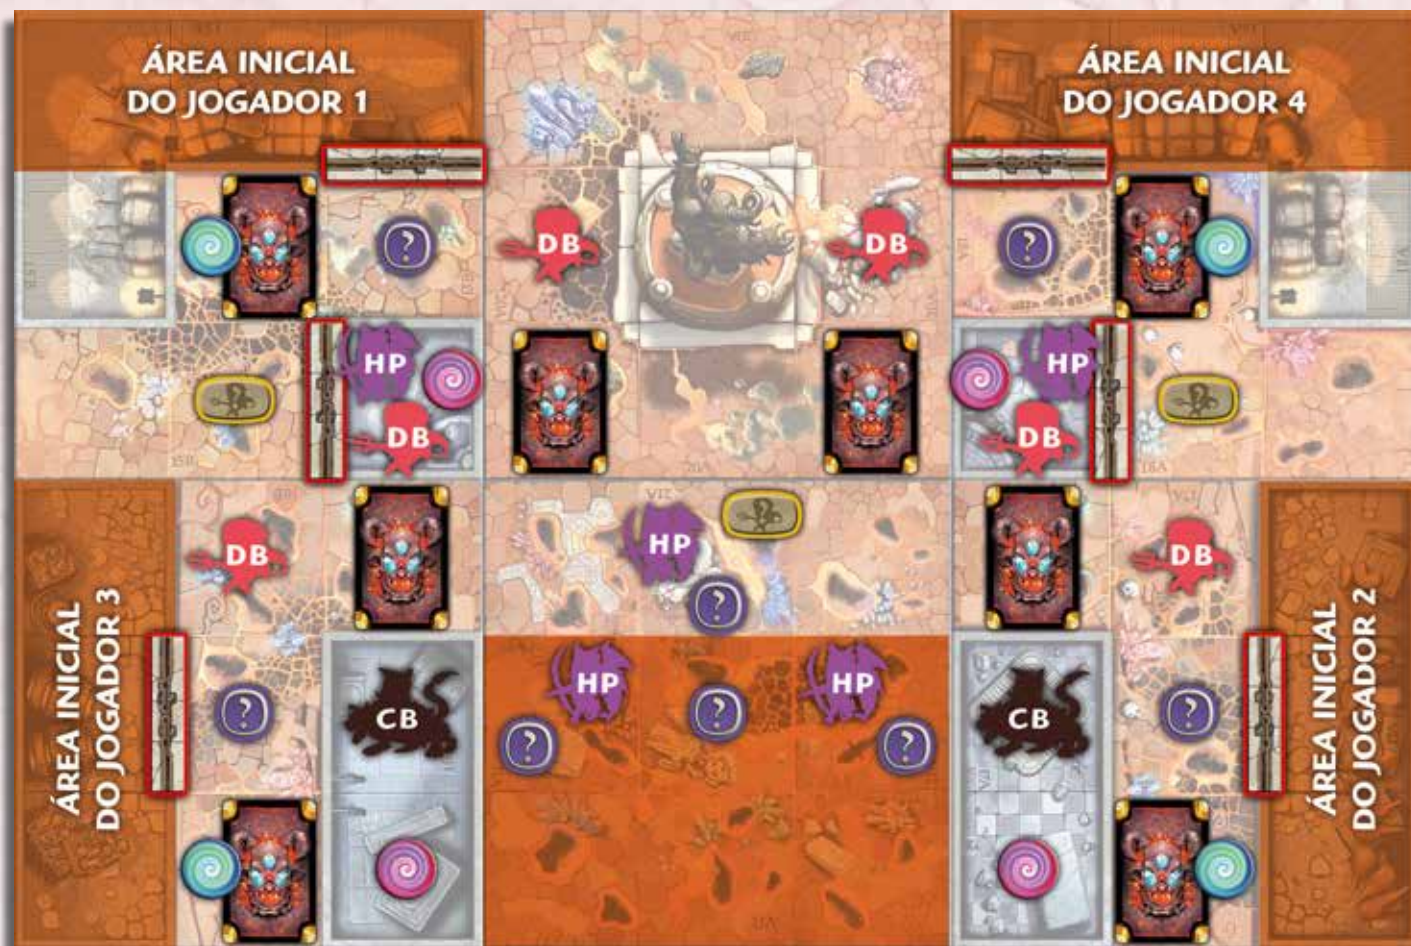 ÁREA INICIAL
DO JOGADOR 1
ÁREA INICIAL
DO JOGADOR 4
?
DB
DB
?
HP
DB
HP
DB
DB
HP
?
DB
ÁREA INICIAL
DO JOGADOR 3
?
CB
HP
?
?
HP
?
CB
?
ÁREA INICIAL
DO JOGADOR 2